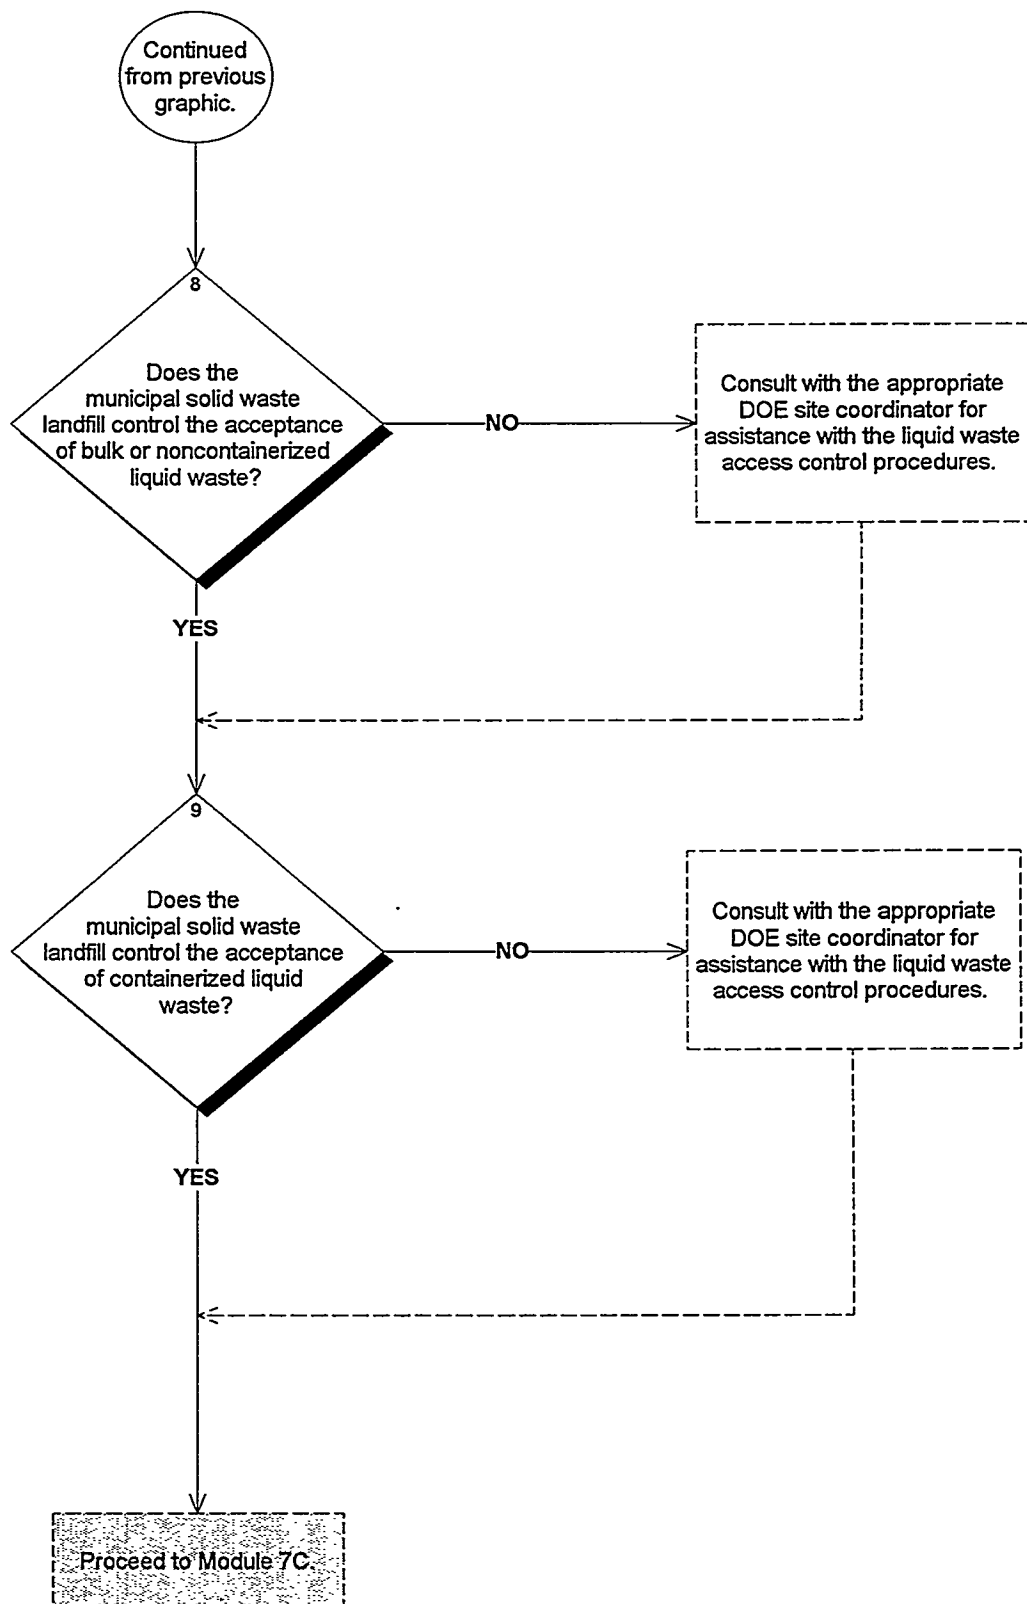 Continued
from previous
graphic.
8
Does the
municipal solid waste
landfill control the acceptance
of bulk or noncontainerized
liquid waste?
NO
Consult with the appropriate
DOE site coordinator for
assistance with the liquid waste
access control procedures.
YES
9
Does the
municipal solid waste
landfill control the acceptance
of containerized liquid
waste?
NO
Consult with the appropriate
DOE site coordinator for
assistance with the liquid waste
access control procedures.
YES
Proceed to Module 7C.